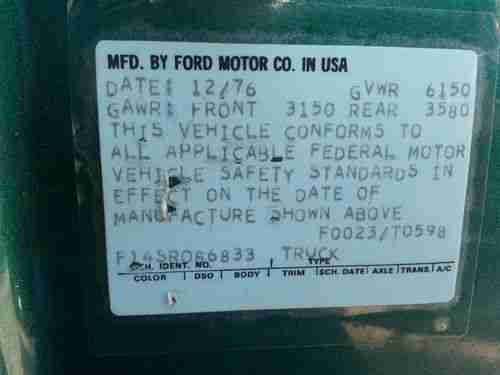 MFD. BY FORD MOTOR CO. IN USA
DATE: 12/76 GVWR 6150
GAWR: FRONT 3150 REAR 3580
THIS VEHICLE CONFORMS TO
ALL APPLICABLE FEDERAL MOTOR
VEHICLE SAFETY STANDARDS IN
EFFECT ON THE DATE OF
MANUFACTURE SHOWN ABOVE
F0023/T0598
F14SR066833 TRUCK
VEH. IDENT. NO. TYPE
COLOR DSO BODY TRIM SCH. DATE AXLE TRANS. A/C